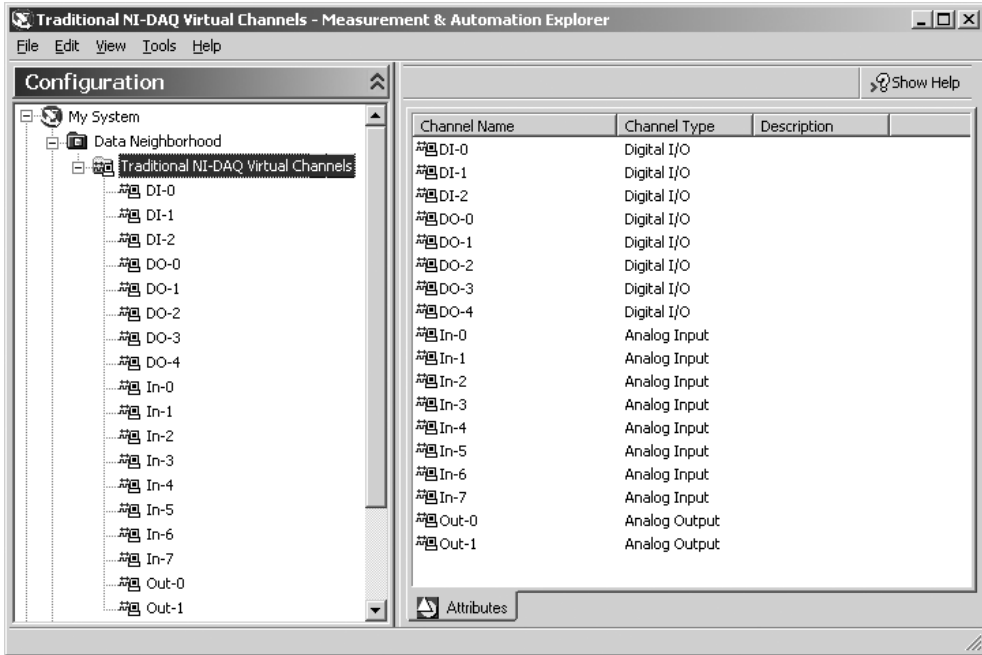 Traditional NI-DAQ Virtual Channels - Measurement & Automation Explorer
File Edit View Tools Help
Configuration
My System
Data Neighborhood
Traditional NI-DAQ Virtual Channels
DI-0
DI-1
DI-2
DO-0
DO-1
DO-2
DO-3
DO-4
In-0
In-1
In-2
In-3
In-4
In-5
In-6
In-7
Out-0
Out-1
Show Help
Channel Name Channel Type Description
DI-0 Digital I/O
DI-1 Digital I/O
DI-2 Digital I/O
DO-0 Digital I/O
DO-1 Digital I/O
DO-2 Digital I/O
DO-3 Digital I/O
DO-4 Digital I/O
In-0 Analog Input
In-1 Analog Input
In-2 Analog Input
In-3 Analog Input
In-4 Analog Input
In-5 Analog Input
In-6 Analog Input
In-7 Analog Input
Out-0 Analog Output
Out-1 Analog Output
Attributes